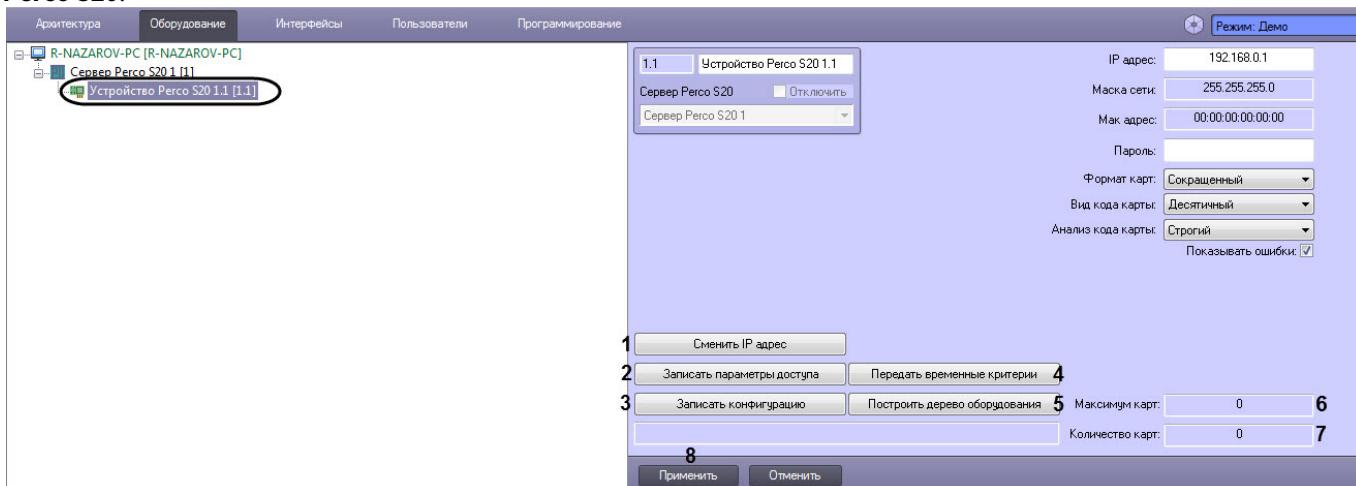 Perco S20.
Архитектура Оборудование Интерфейсы Пользователи Программирование Режим: Демо
R-NAZAROV-PC [R-NAZAROV-PC]
Сервер Perco S20 1 [1]
Устройство Perco S20 1.1 [1.1]
1.1 Устройство Perco S20 1.1
Сервер Perco S20 Отключить
Сервер Perco S20 1
IP адрес: 192.168.0.1
Маска сети: 255.255.255.0
Мак адрес: 00:00:00:00:00:00
Пароль:
Формат карт: Сокращенный
Вид кода карты: Десятичный
Анализ кода карты: Строгий
Показывать ошибки:
1 Сменить IP адрес
2 Записать параметры доступа Передать временные критерии 4
3 Записать конфигурацию Построить дерево оборудования 5 Максимум карт: 0 6
Количество карт: 0 7
8
Применить Отменить